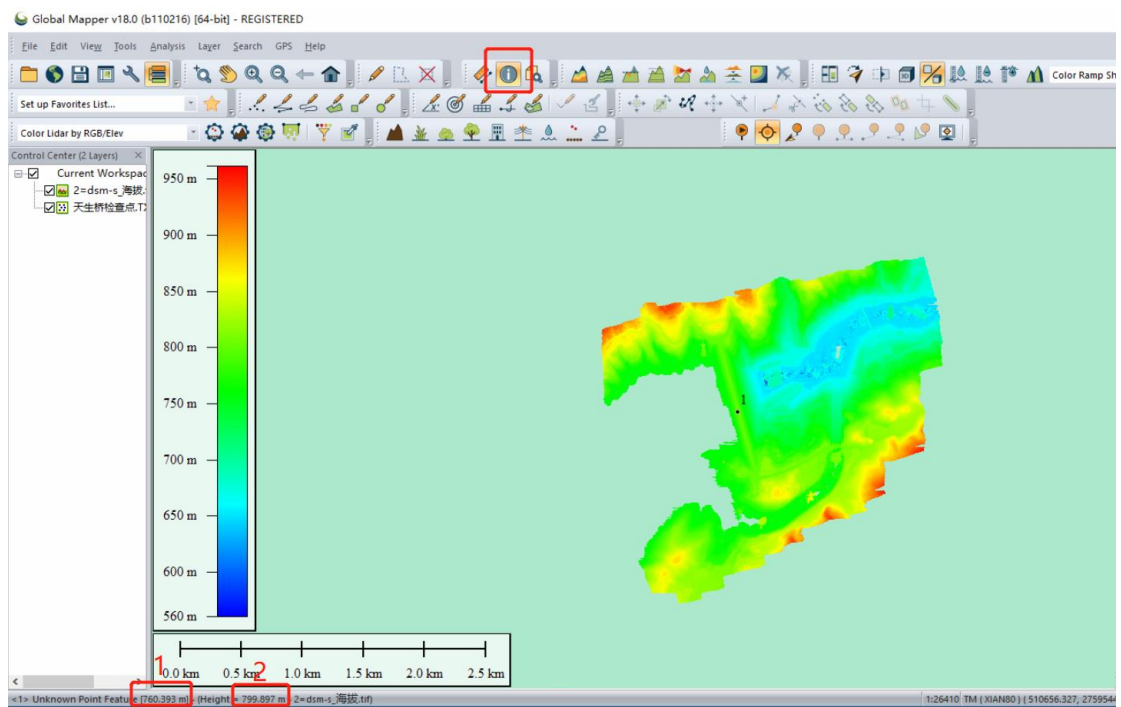 Global Mapper v18.0 (b110216) [64-bit] - REGISTERED
File Edit View Tools Analysis Layer Search GPS Help
Color Ramp Sh
Set up Favorites List...
Color Lidar by RGB/Elev
Control Center (2 Layers)
Current Workspac
2=dsm-s_海拔.
天生桥检查点.T
950 m
900 m
850 m
800 m
750 m
700 m
650 m
600 m
560 m
1
0.0 km 0.5 km 1.0 km 1.5 km 2.0 km 2.5 km
1 2
<1> Unknown Point Feature [760.393 m] - (Height = 799.897 m - 2=dsm-s_海拔.tif)
1:26410 TM ( XIAN80 ) ( 510656.327, 2759544